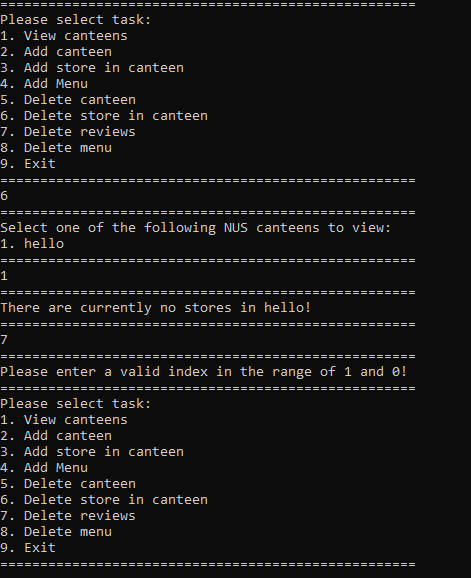 ====================================================
Please select task:
1. View canteens
2. Add canteen
3. Add store in canteen
4. Add Menu
5. Delete canteen
6. Delete store in canteen
7. Delete reviews
8. Delete menu
9. Exit
====================================================
6
====================================================
Select one of the following NUS canteens to view:
1. hello
====================================================
1
====================================================
There are currently no stores in hello!
====================================================
7
====================================================
Please enter a valid index in the range of 1 and 0!
====================================================
Please select task:
1. View canteens
2. Add canteen
3. Add store in canteen
4. Add Menu
5. Delete canteen
6. Delete store in canteen
7. Delete reviews
8. Delete menu
9. Exit
====================================================